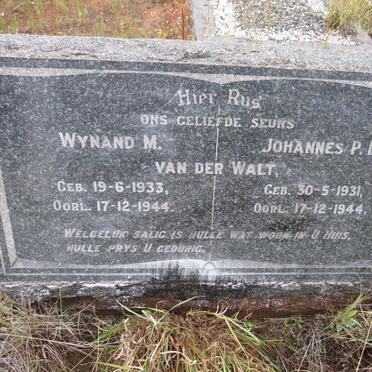 Hier Rus
ONS GELIEFDE SEUNS
WYNAND M. JOHANNES P.
VAN DER WALT,
GEB. 19-6-1933, GEB. 30-5-1931,
OORL. 17-12-1944. OORL. 17-12-1944.
WELGELUK SALIG IS HULLE WAT WOON IN U HUIS,
HULLE PRYS U GEDURIG.